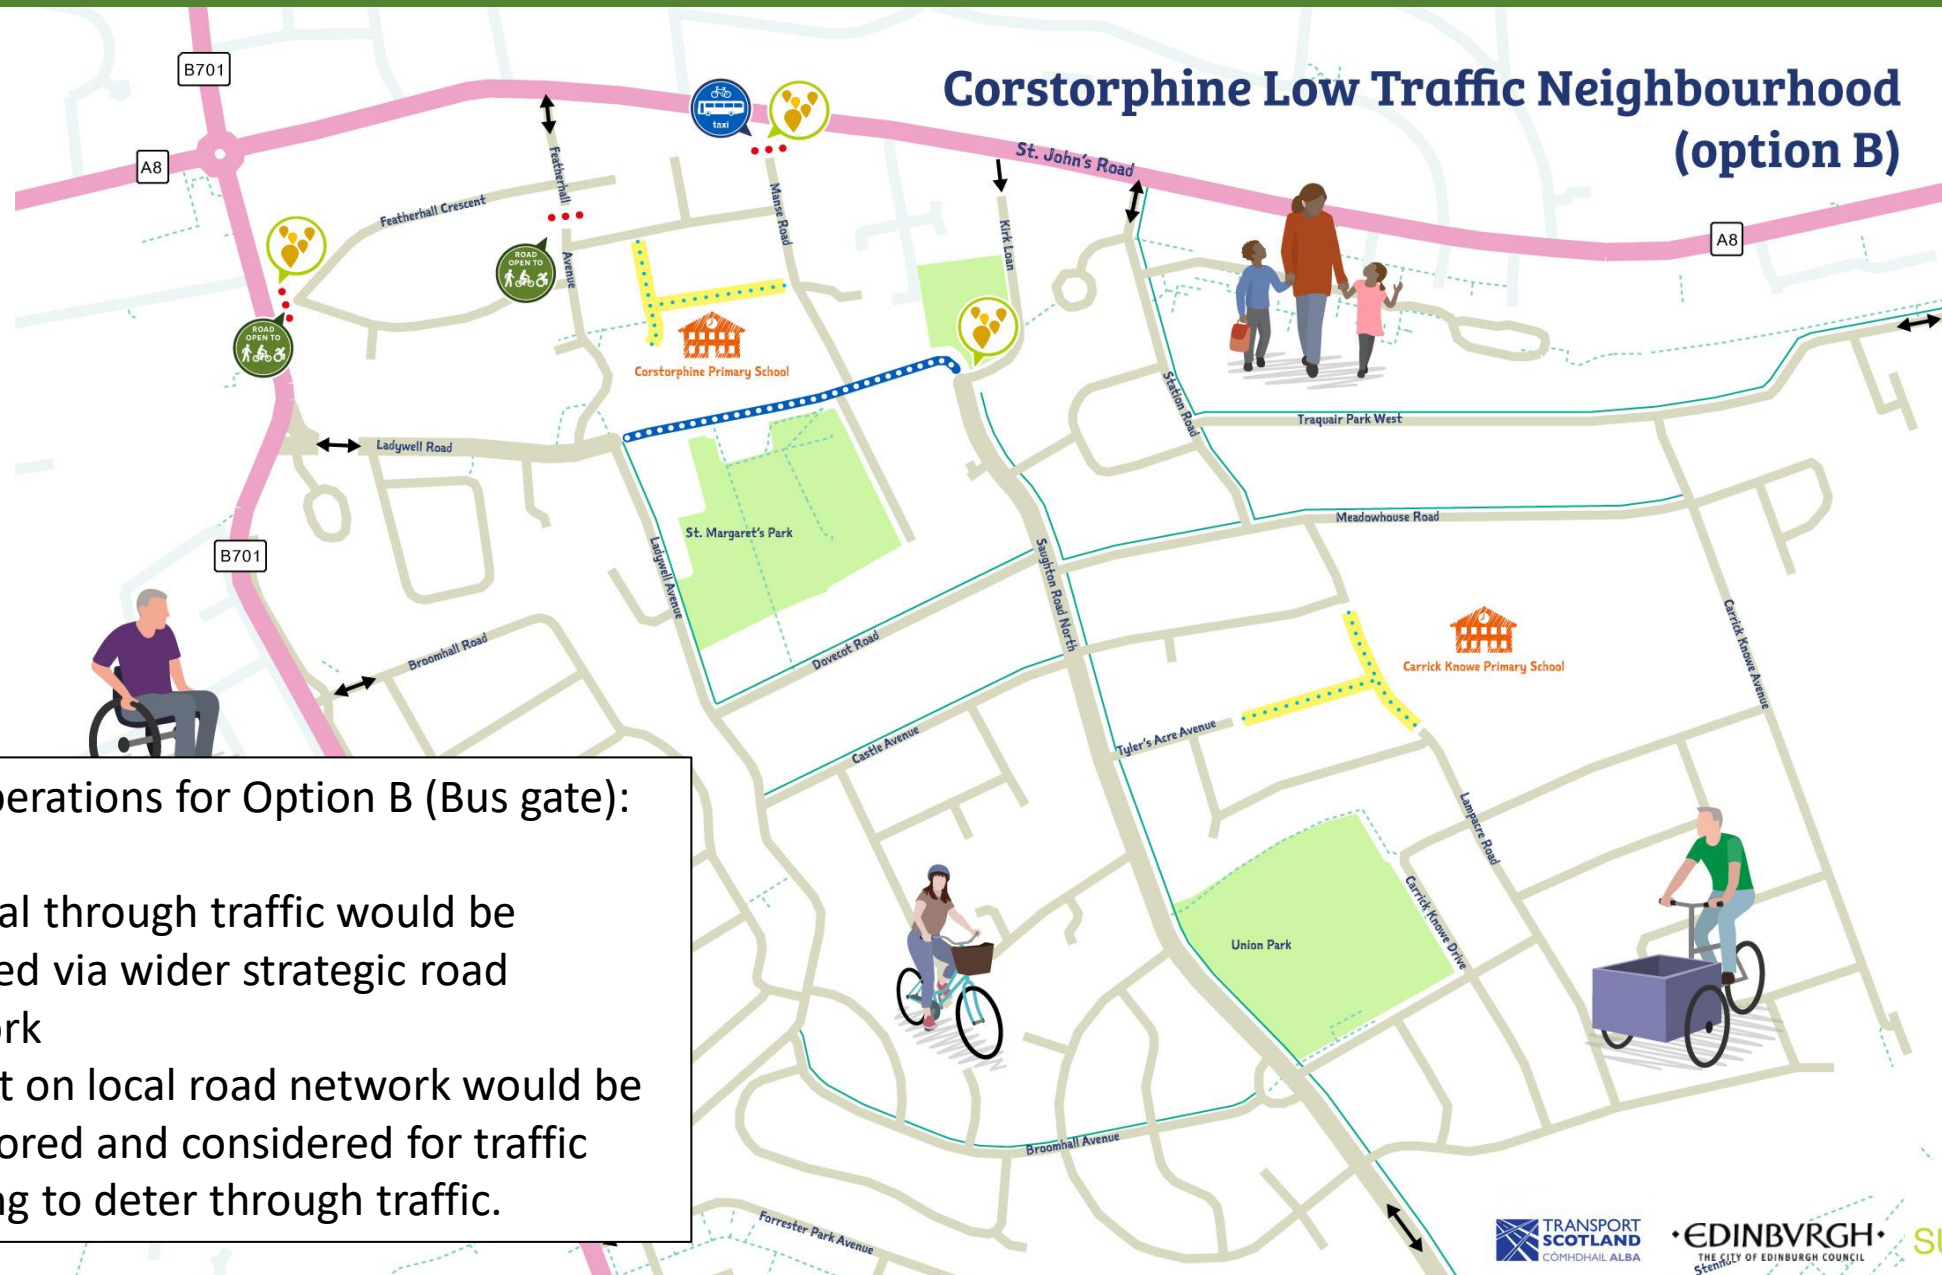 Corstorphine Low Traffic Neighbourhood
(option B)
B701
A8
taxi
St. John's Road
A8
Featherhall
Avenue
Featherhall Crescent
Manse Road
Kirk Loan
ROAD
OPEN TO
ROAD
OPEN TO
Corstorphine Primary School
Station Road
Traquair Park West
Ladywell Road
Meadowhouse Road
St. Margaret's Park
B701
Ladywell Avenue
Saughton Road North
Broomhall Road
Dovecot Road
Carrick Knowe Avenue
Carrick Knowe Primary School
Castle Avenue
Tyler's Acre Avenue
Lampacre Road
Carrick Knowe Drive
Union Park
Broomhall Avenue
Forrester Park Avenue
perations for Option B (Bus gate):
al through traffic would be
ed via wider strategic road
ork
t on local road network would be
ored and considered for traffic
ng to deter through traffic.
TRANSPORT
SCOTLAND
CÒMHDHAIL ALBA
·EDINBVRGH·
THE CITY OF EDINBURGH COUNCIL
SU